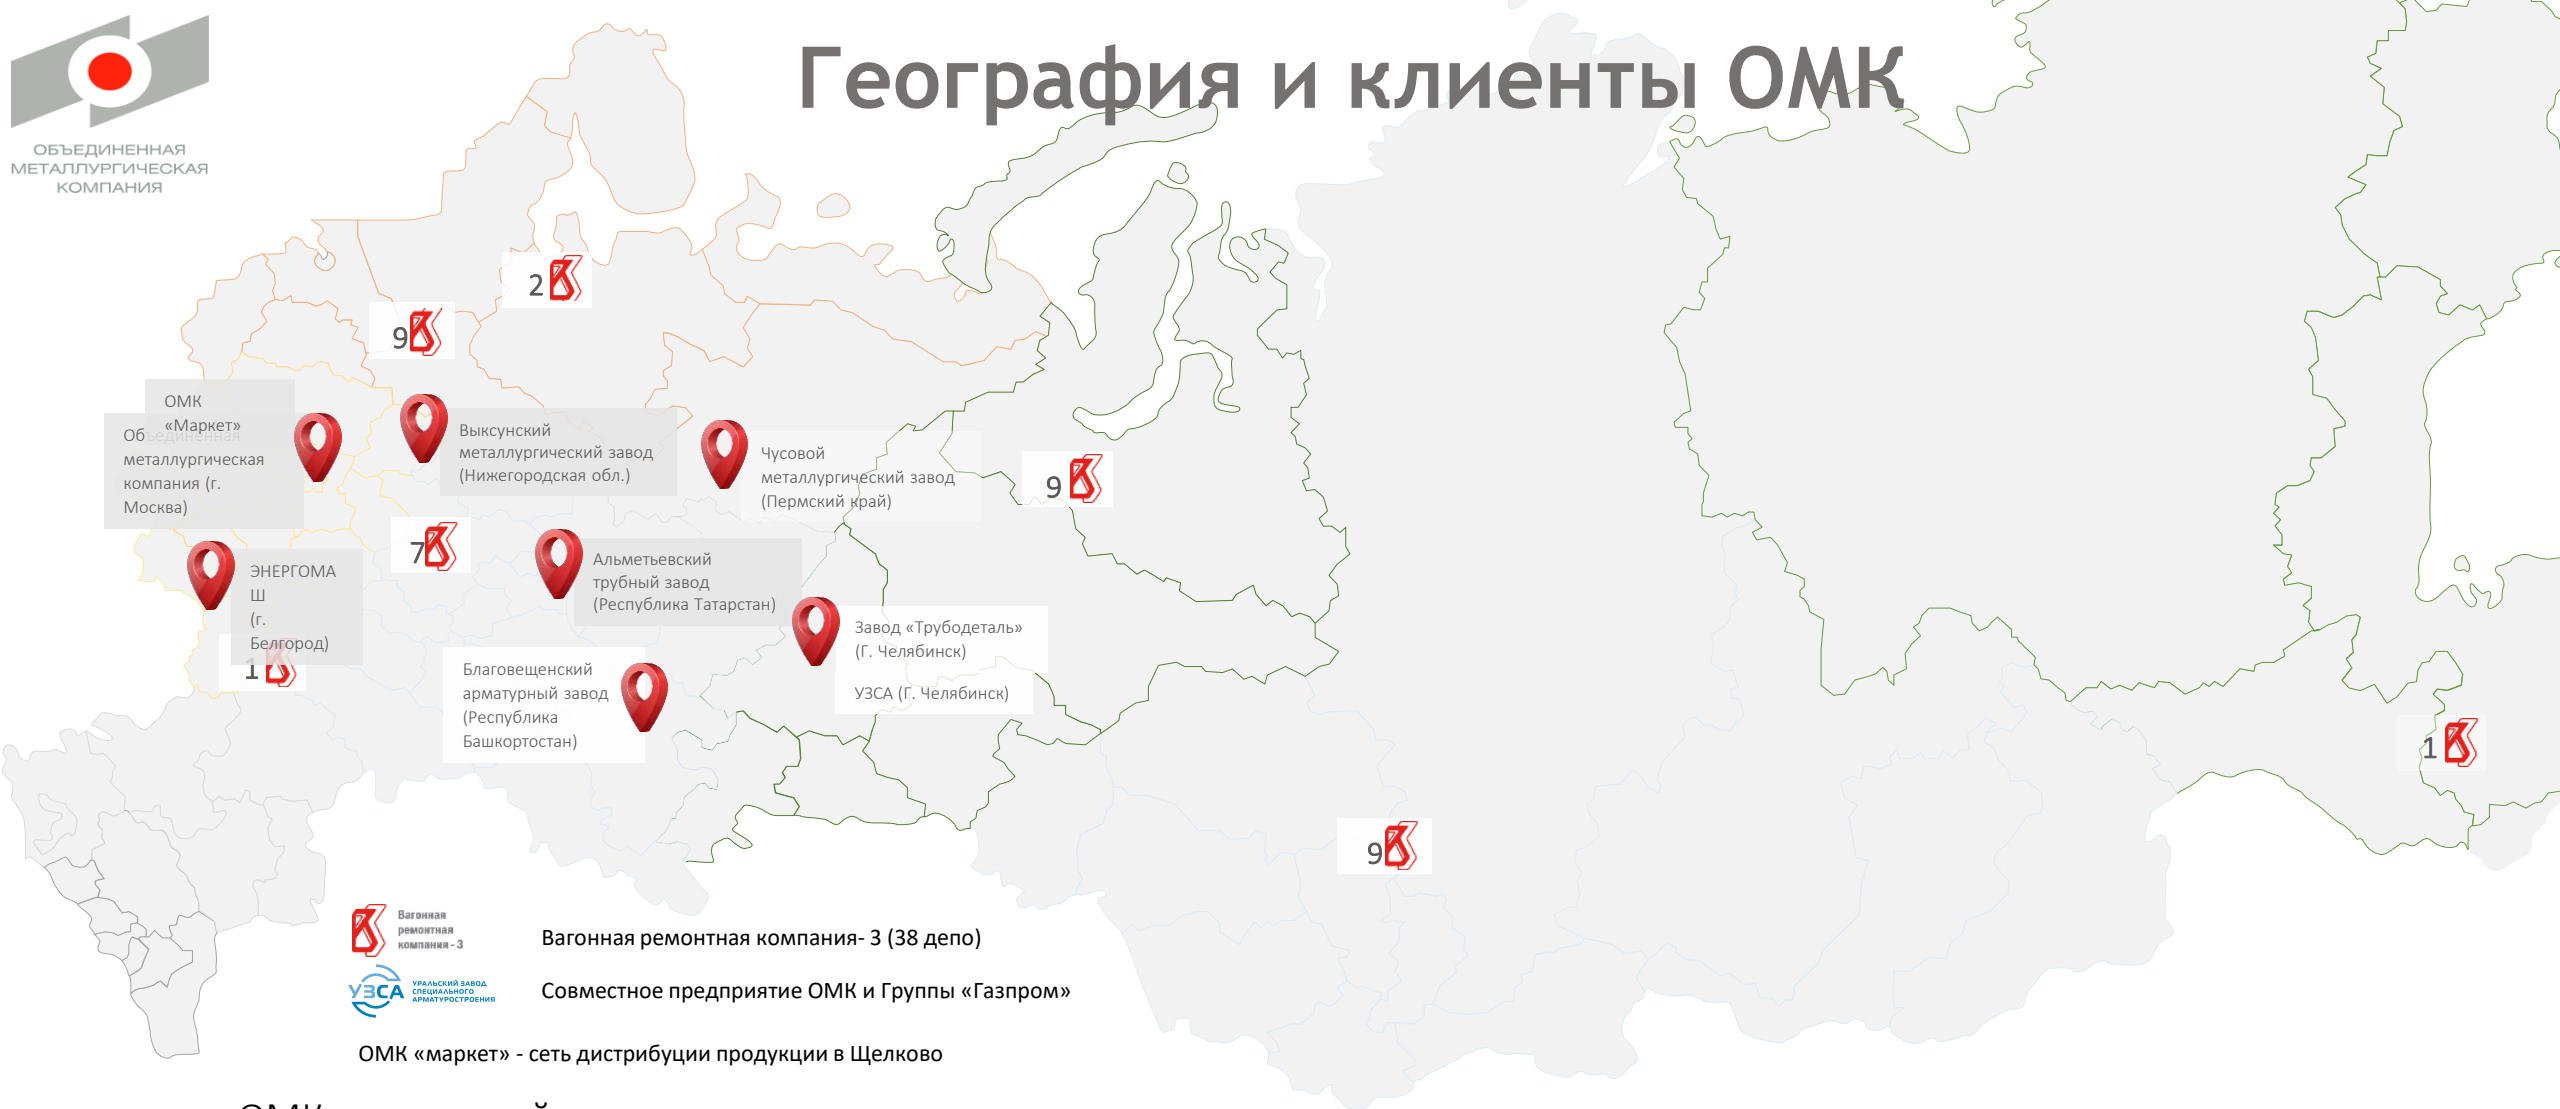 География и клиенты ОМК
ОБЪЕДИНЕННАЯ
МЕТАЛЛУРГИЧЕСКАЯ
КОМПАНИЯ
2
9
ОМК
«Маркет»
Объединенная
металлургическая
компания (г.
Москва)
Выксунский
металлургический завод
(Нижегородская обл.)
Чусовой
металлургический завод
(Пермский край)
9
7
ЭНЕРГОМА
Ш
(г.
Белгород)
1
Альметьевский
трубный завод
(Республика Татарстан)
Завод «Трубодеталь»
(Г. Челябинск)
УЗСА (Г. Челябинск)
Благовещенский
арматурный завод
(Республика
Башкортостан)
1
9
Вагонная
ремонтная
компания-3
Вагонная ремонтная компания- 3 (38 депо)
УЗСА
УРАЛЬСКИЙ ЗАВОД
СПЕЦИАЛЬНОГО
АРМАТУРОСТРОЕНИЯ
Совместное предприятие ОМК и Группы «Газпром»
ОМК «маркет» - сеть дистрибуции продукции в Щелково